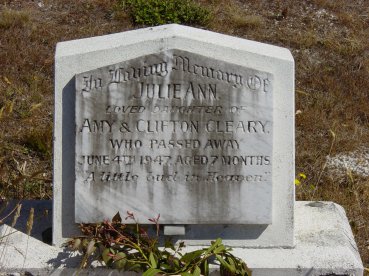 In Loving Memory Of
JULIE ANN.
LOVED DAUGHTER OF
AMY & CLIFTON CLEARY.
WHO PASSED AWAY
JUNE 4TH 1947. AGED 7 MONTHS
"A little bud in Heaven."